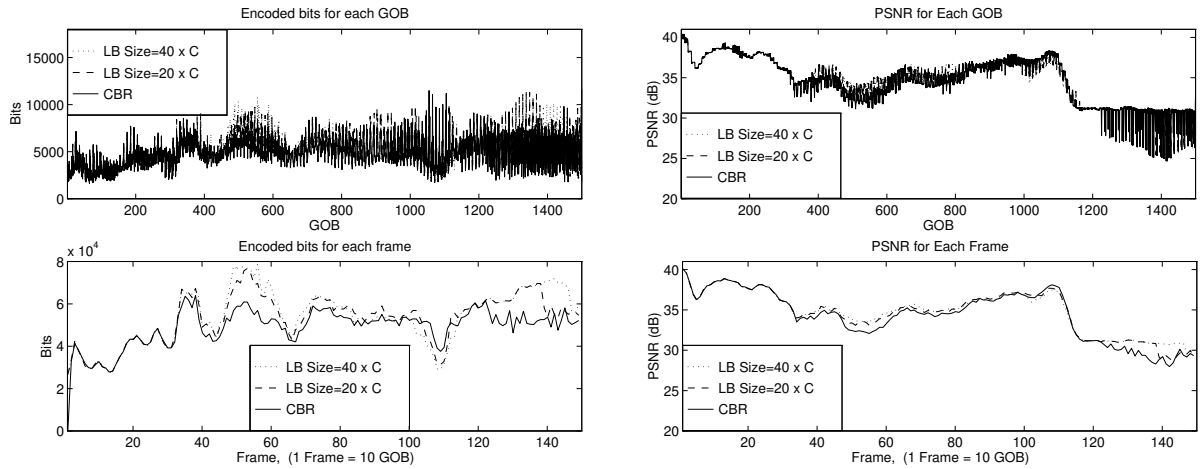 Encoded bits for each GOB
15000
10000
5000
0
Bits
LB Size=40 x C
LB Size=20 x C
CBR
200 400 600 800 1000 1200 1400
GOB
PSNR for Each GOB
40
35
30
25
20
PSNR (dB)
LB Size=40 x C
LB Size=20 x C
CBR
200 400 600 800 1000 1200 1400
GOB
Encoded bits for each frame
x 10^4
8
6
4
2
0
Bits
LB Size=40 x C
LB Size=20 x C
CBR
20 40 60 80 100 120 140
Frame, (1 Frame = 10 GOB)
PSNR for Each Frame
40
35
30
25
20
PSNR (dB)
LB Size=40 x C
LB Size=20 x C
CBR
20 40 60 80 100 120 140
Frame, (1 Frame = 10 GOB)